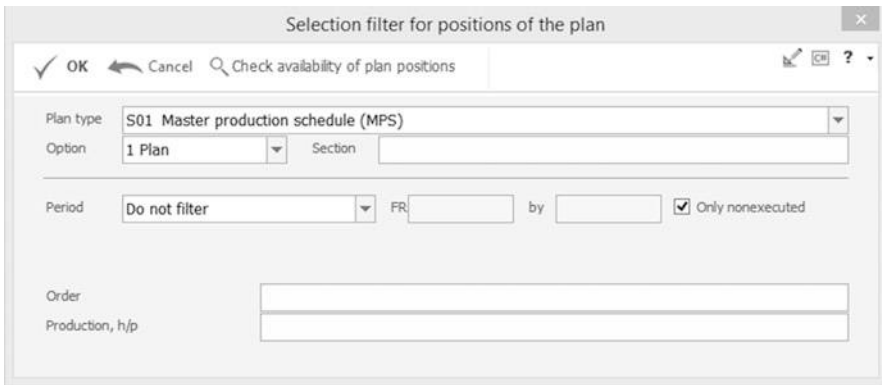 Selection filter for positions of the plan
OK Cancel Check availability of plan positions ?
Plan type S01 Master production schedule (MPS)
Option 1 Plan Section
Period Do not filter FR by Only nonexecuted
Order
Production, h/p